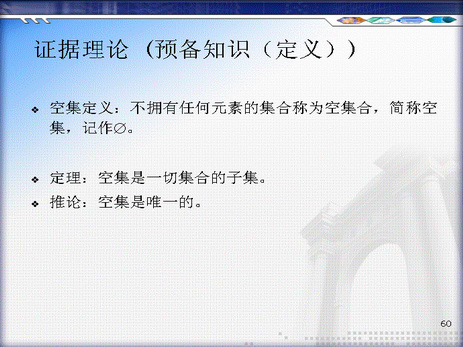 证据理论 (预备知识（定义）)
❖ 空集定义：不拥有任何元素的集合称为空集合，简称空
集，记作∅。
❖ 定理：空集是一切集合的子集。
❖ 推论：空集是唯一的。
60